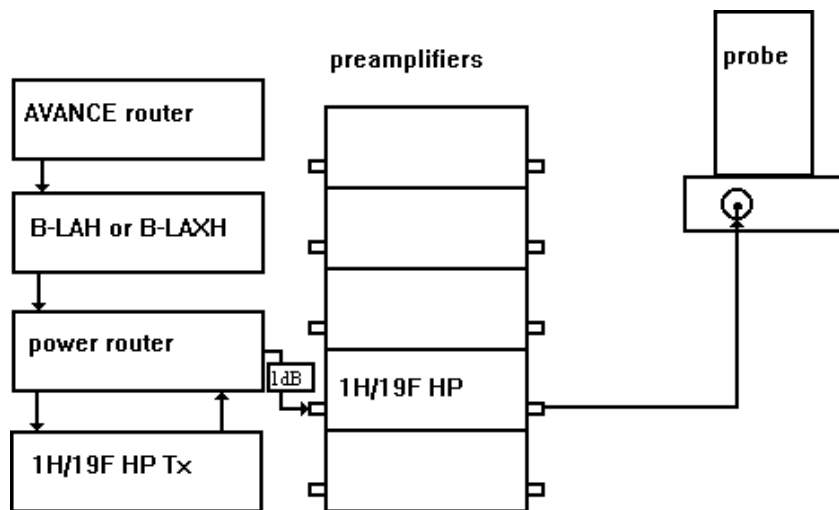 preamplifiers
probe
AVANCE router
B-LAH or B-LAXH
power router
1dB
1H/19F HP
1H/19F HP Tx